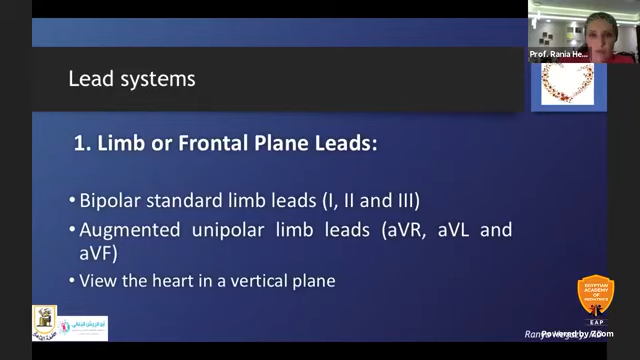 Prof. Rania He...
Lead systems
1. Limb or Frontal Plane Leads:
• Bipolar standard limb leads (I, II and III)
• Augmented unipolar limb leads (aVR, aVL and
aVF)
• View the heart in a vertical plane
EGYPTIAN
ACADEMY
OF
PEDIATRICS
EAP
Powered by Zoom